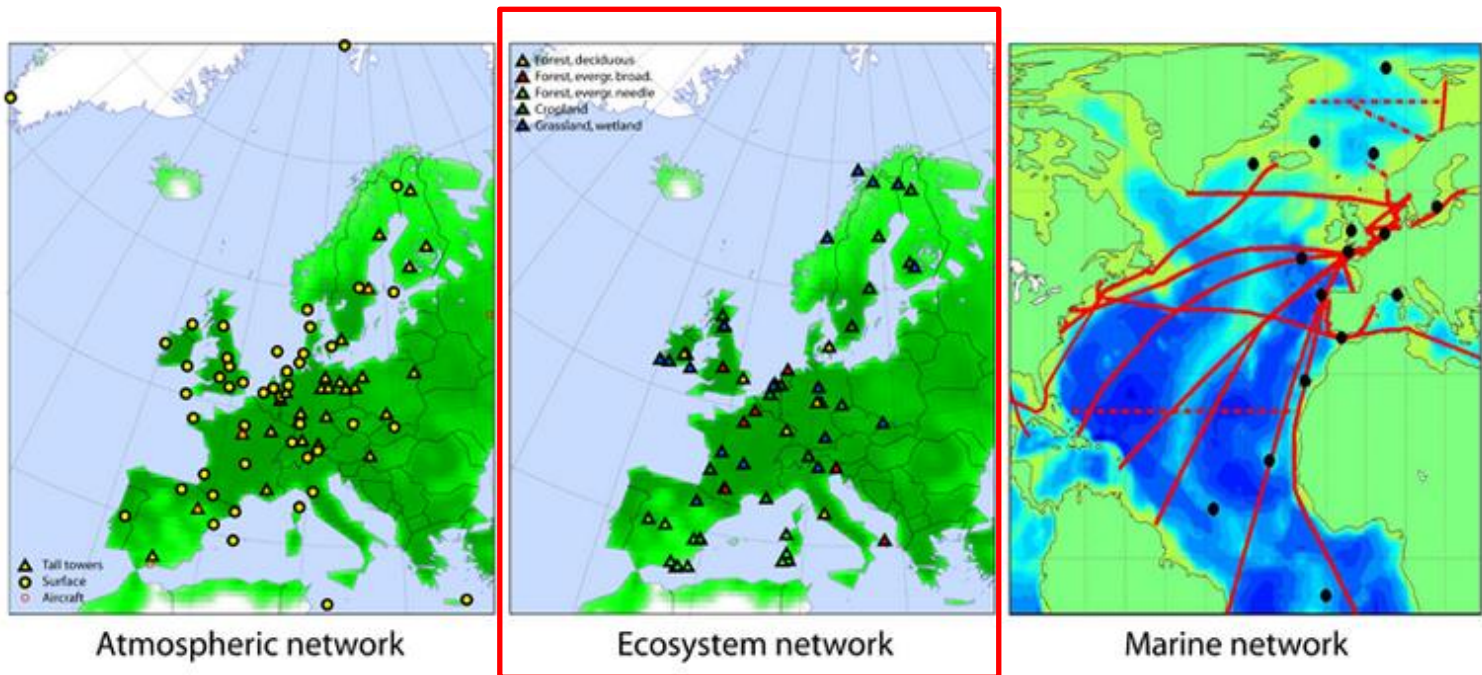 Tall towers
Surface
Aircraft
Atmospheric network
Forest, deciduous
Forest, evergr. broad.
Forest, evergr. needle
Cropland
Grassland, wetland
Ecosystem network
Marine network